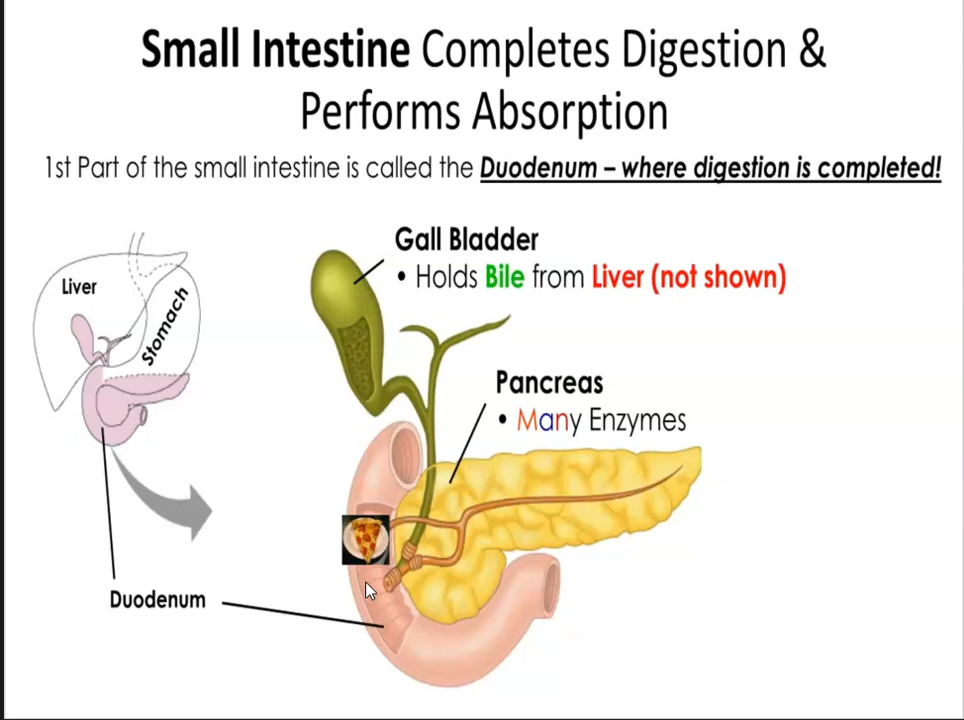 Small Intestine Completes Digestion &
Performs Absorption
1st Part of the small intestine is called the Duodenum – where digestion is completed!
Gall Bladder
• Holds Bile from Liver (not shown)
Liver
Stomach
Pancreas
• Many Enzymes
Duodenum